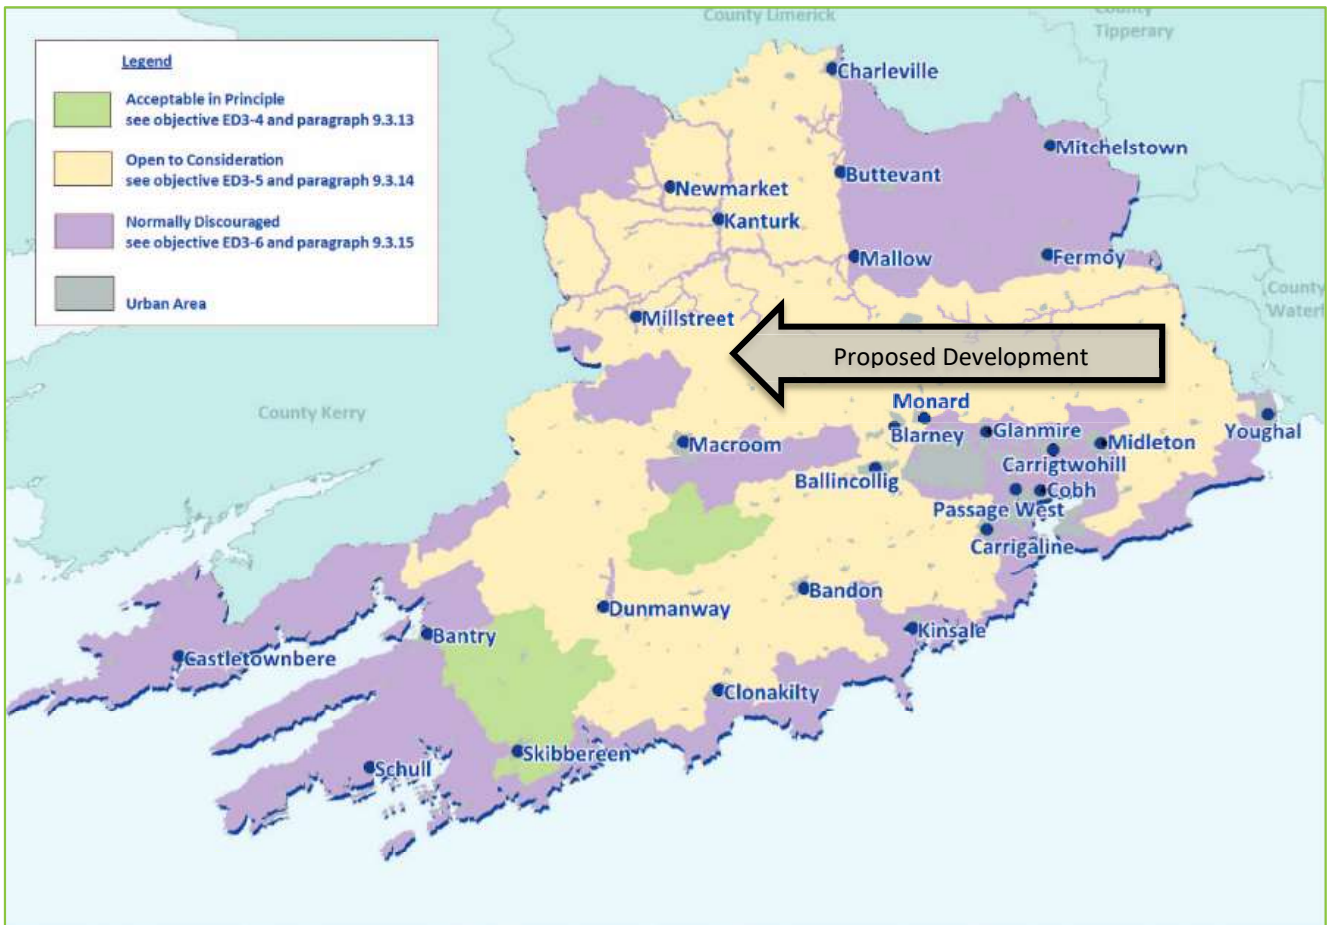 County Limerick
County
Tipperary
Legend
Acceptable in Principle
see objective ED3-4 and paragraph 9.3.13
Open to Consideration
see objective ED3-5 and paragraph 9.3.14
Normally Discouraged
see objective ED3-6 and paragraph 9.3.15
Urban Area
Charleville
Mitchelstown
Buttevant
Newmarket
Kanturk
Mallow
Fermoy
County
Waterf
Millstreet
Proposed Development
County Kerry
Monard
Blarney
Glanmire
Midleton
Youghal
Macroom
Carrigtwohill
Ballincollig
Cobh
Passage West
Carrigaline
Bandon
Dunmanway
Kinsale
Bantry
Castletownbere
Clonakilty
Skibbereen
Schull